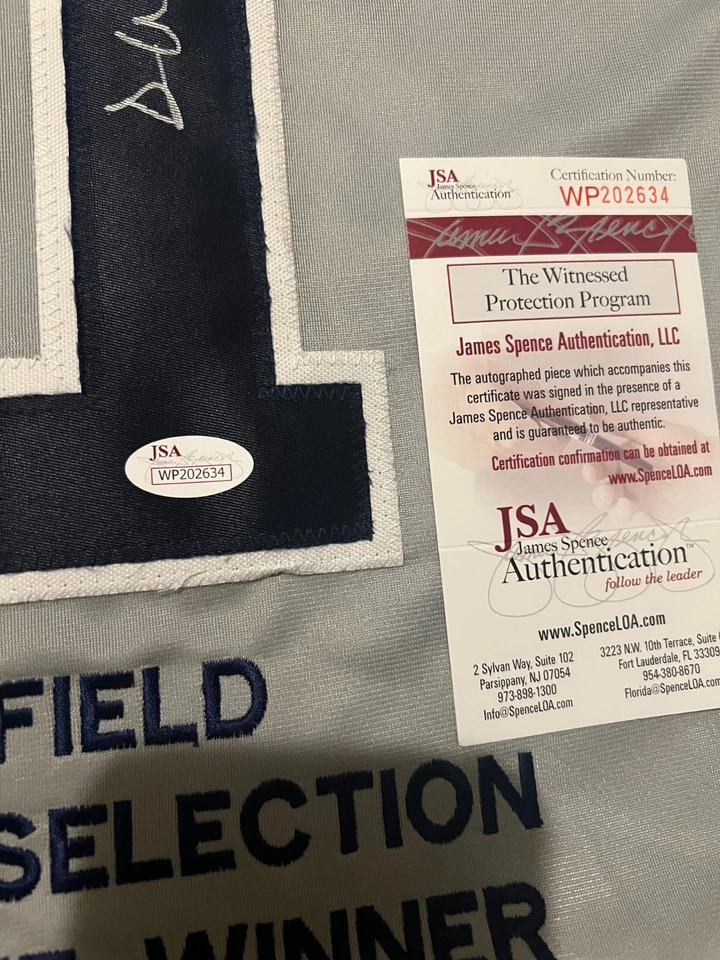 JSA
James Spence
Authentication™
Certification Number:
WP202634
The Witnessed
Protection Program
James Spence Authentication, LLC
The autographed piece which accompanies this
certificate was signed in the presence of a
James Spence Authentication, LLC representative
and is guaranteed to be authentic.
Certification confirmation can be obtained at
www.SpenceLOA.com
JSA
James Spence
Authentication™
follow the leader
www.SpenceLOA.com
2 Sylvan Way, Suite 102
Parsippany, NJ 07054
973-898-1300
Info@SpenceLOA.com
3223 N.W. 10th Terrace, Suite
Fort Lauderdale, FL 33309
954-380-8670
Florida@SpenceLOA.com
1
JSA
WP202634
FIELD
SELECTION
WINNER